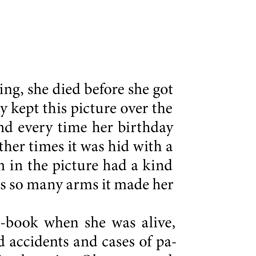 ing, she died before she got
y kept this picture over the
nd every time her birthday
ther times it was hid with a
n in the picture had a kind
s so many arms it made her
-book when she was alive,
d accidents and cases of pa-